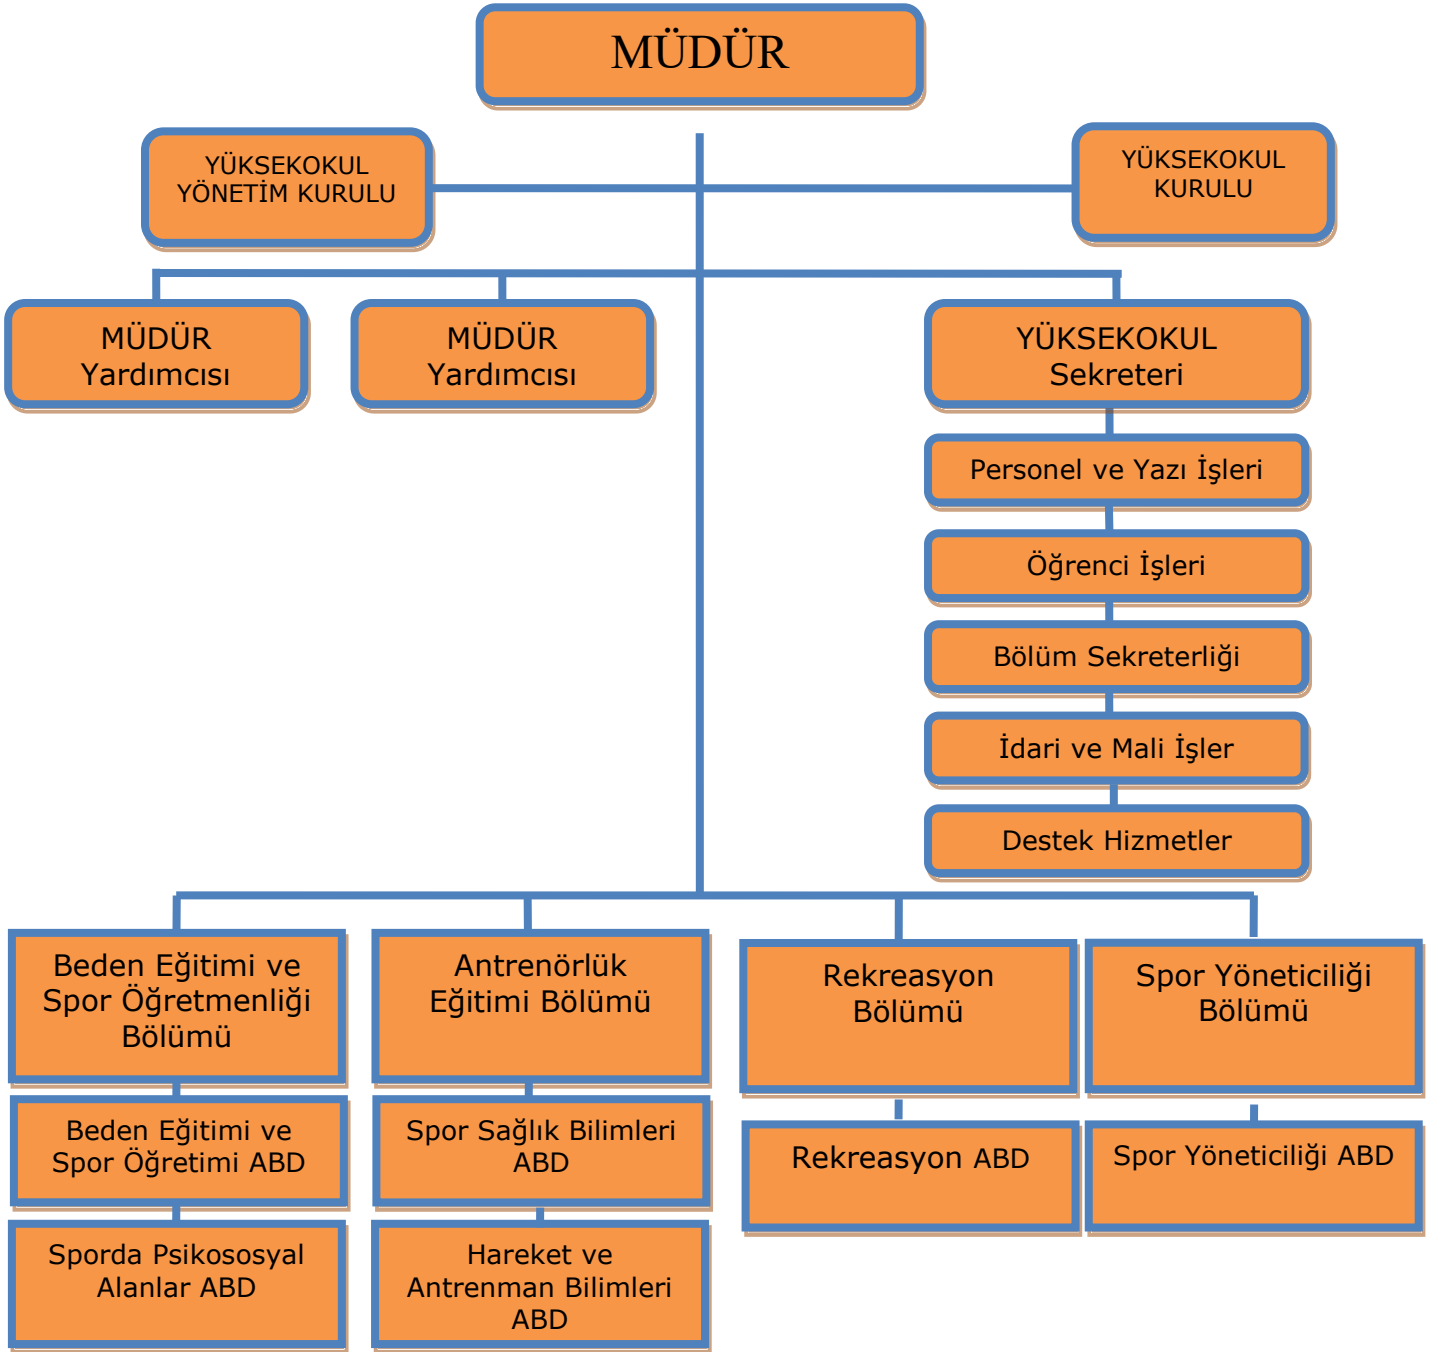 MÜDÜR
YÜKSEKOKUL
YÖNETİM KURULU
YÜKSEKOKUL
KURULU
MÜDÜR
Yardımcısı
MÜDÜR
Yardımcısı
YÜKSEKOKUL
Sekreteri
Personel ve Yazı İşleri
Öğrenci İşleri
Bölüm Sekreterliği
İdari ve Mali İşler
Destek Hizmetler
Beden Eğitimi ve
Spor Öğretmenliği
Bölümü
Antrenörlük
Eğitimi Bölümü
Rekreasyon
Bölümü
Spor Yöneticiliği
Bölümü
Beden Eğitimi ve
Spor Öğretimi ABD
Spor Sağlık Bilimleri
ABD
Rekreasyon ABD
Spor Yöneticiliği ABD
Sporda Psikososyal
Alanlar ABD
Hareket ve
Antrenman Bilimleri
ABD